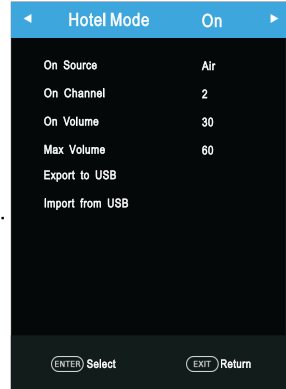 Hotel Mode On
On Source Air
On Channel 2
On Volume 30
Max Volume 60
Export to USB
Import from USB
ENTER Select EXIT Return